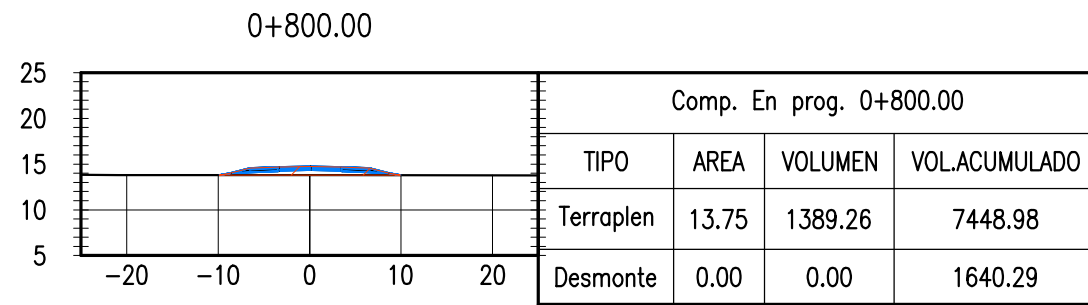 0+800.00
25
20
15
10
5
−20 −10 0 10 20
Comp. En prog. 0+800.00
TIPO AREA VOLUMEN VOL.ACUMULADO
Terraplen 13.75 1389.26 7448.98
Desmonte 0.00 0.00 1640.29